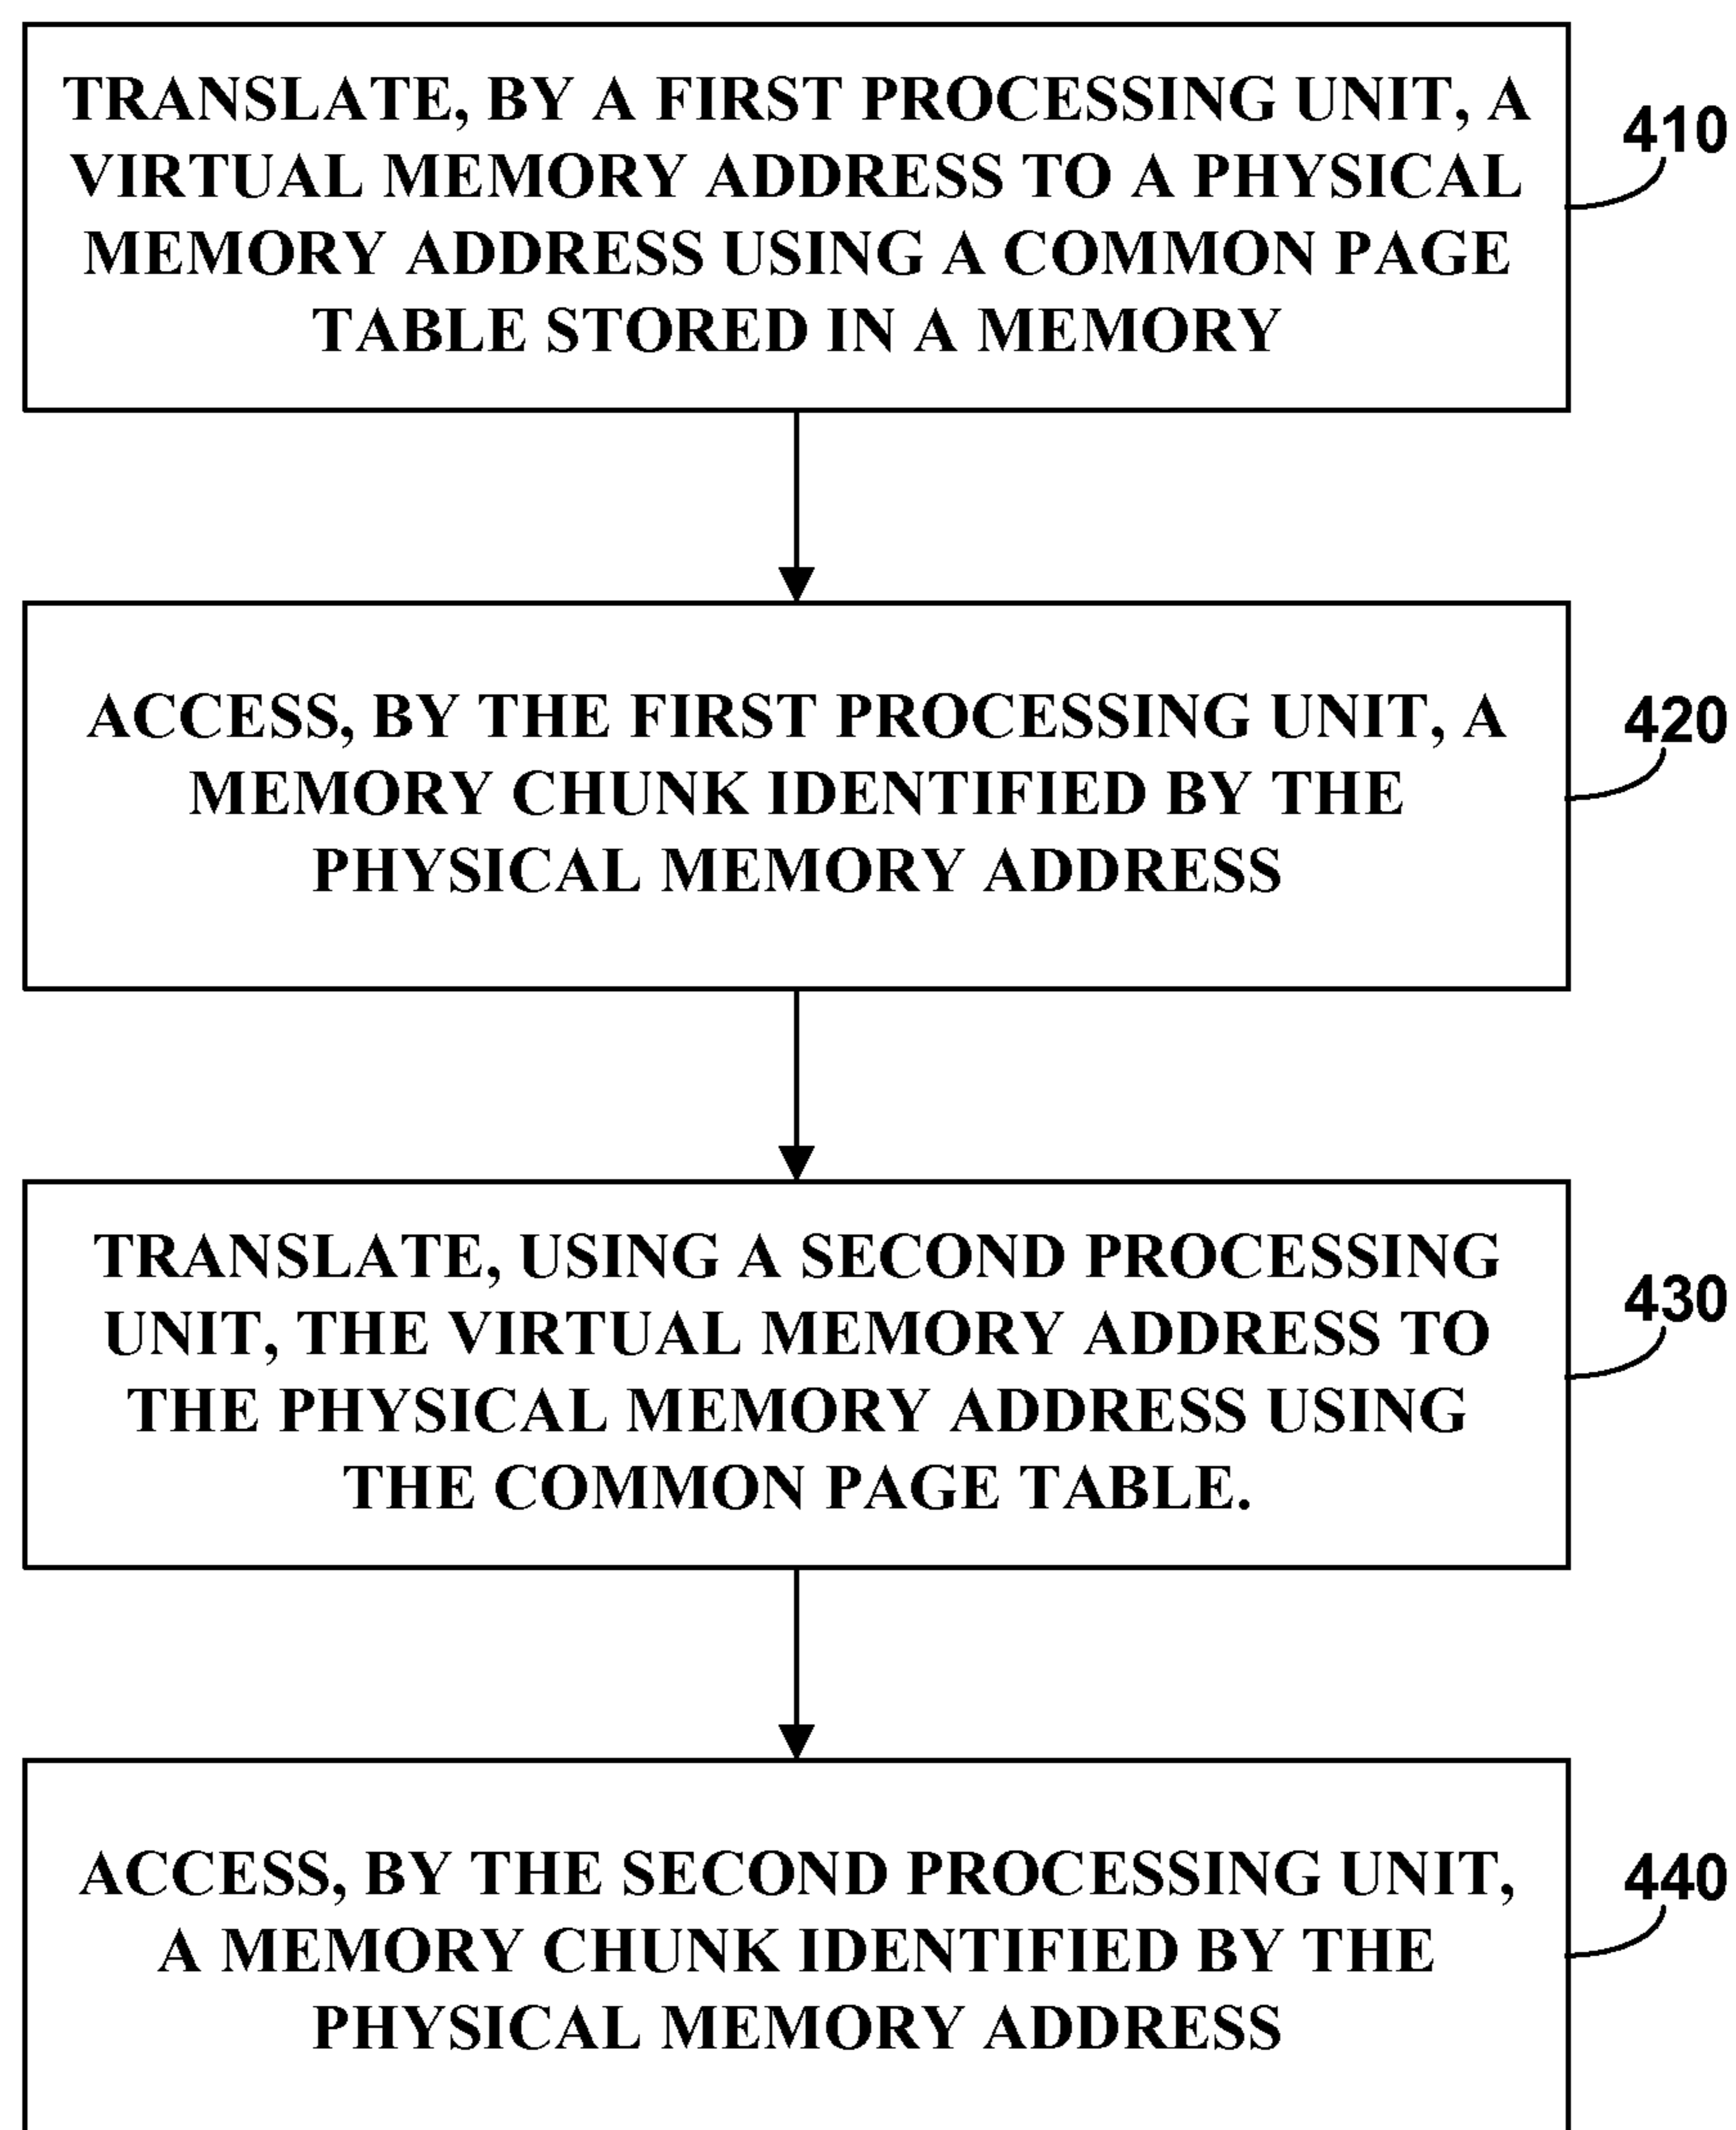 TRANSLATE, BY A FIRST PROCESSING UNIT, A
VIRTUAL MEMORY ADDRESS TO A PHYSICAL
MEMORY ADDRESS USING A COMMON PAGE
TABLE STORED IN A MEMORY
410
ACCESS, BY THE FIRST PROCESSING UNIT, A
MEMORY CHUNK IDENTIFIED BY THE
PHYSICAL MEMORY ADDRESS
420
TRANSLATE, USING A SECOND PROCESSING
UNIT, THE VIRTUAL MEMORY ADDRESS TO
THE PHYSICAL MEMORY ADDRESS USING
THE COMMON PAGE TABLE.
430
ACCESS, BY THE SECOND PROCESSING UNIT,
A MEMORY CHUNK IDENTIFIED BY THE
PHYSICAL MEMORY ADDRESS
440